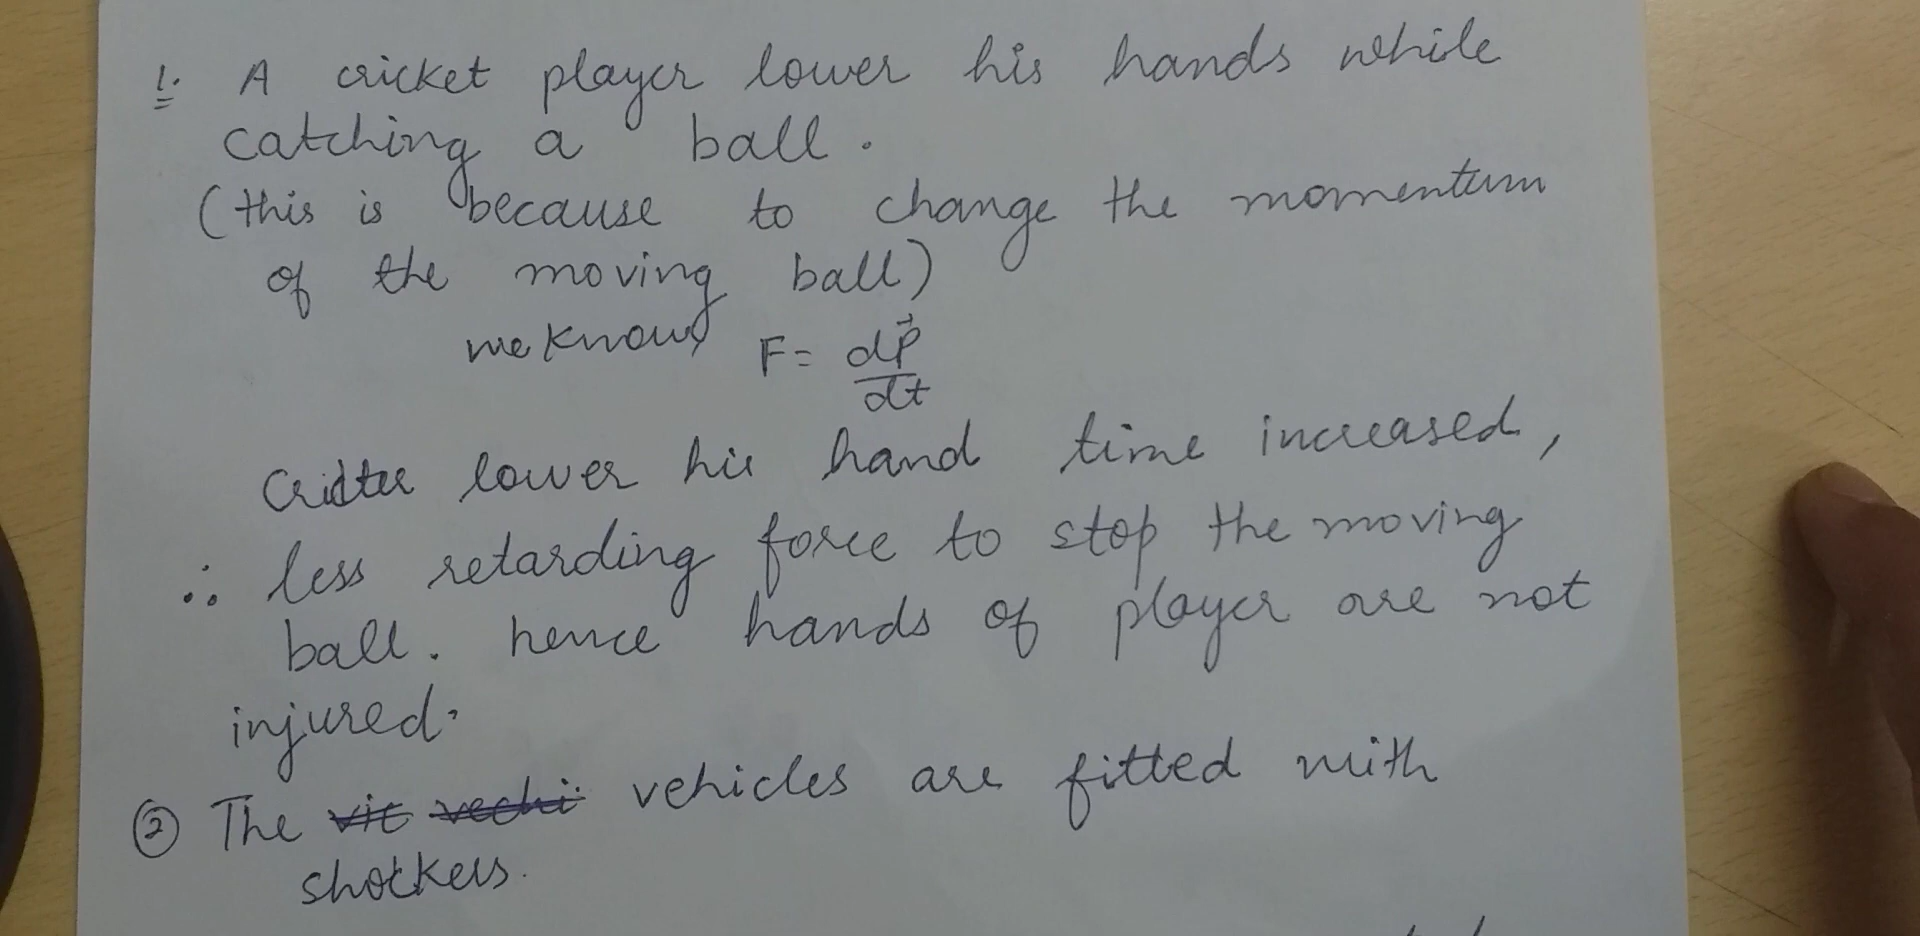 1. A cricket player lower his hands while
catching a ball.
(this is because to change the momentum
of the moving ball)
we know, F = dp⃗/dt
lower his hand time increased,
∴ less retarding force to stop the moving
ball. hence hands of player are not
injured.
② The vehicles are fitted with
shockers.